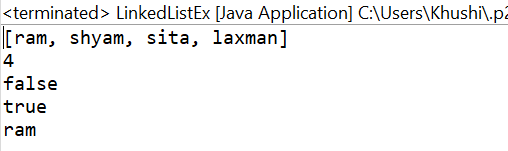 <terminated> LinkedListEx [Java Application] C:\Users\Khushi\.p2
[ram, shyam, sita, laxman]
4
false
true
ram